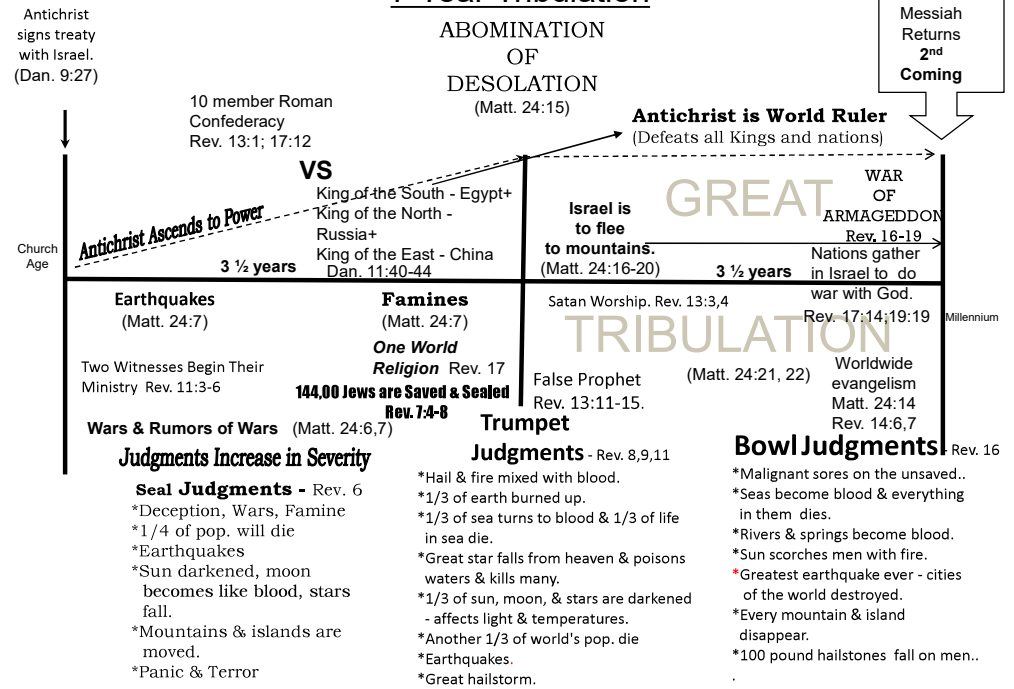 7 Year Tribulation
Antichrist
signs treaty
with Israel.
(Dan. 9:27)
ABOMINATION
OF
DESOLATION
(Matt. 24:15)
Messiah
Returns
2nd
Coming
10 member Roman
Confederacy
Rev. 13:1; 17:12
VS
King of the South - Egypt+
King of the North -
Russia+
King of the East - China
Dan. 11:40-44
Antichrist Ascends to Power
3 ½ years
Church
Age
Antichrist is World Ruler
(Defeats all Kings and nations)
GREAT
Israel is
to flee
to mountains.
(Matt. 24:16-20)
3 ½ years
WAR
OF
ARMAGEDDON
Rev. 16-19
Nations gather
in Israel to do
war with God.
Rev. 17:14;19:19
Millennium
Earthquakes
(Matt. 24:7)
Famines
(Matt. 24:7)
One World
Religion Rev. 17
Two Witnesses Begin Their
Ministry Rev. 11:3-6
144,00 Jews are Saved & Sealed
Rev. 7:4-8
Wars & Rumors of Wars (Matt. 24:6,7)
Satan Worship. Rev. 13:3,4
TRIBULATION
False Prophet
Rev. 13:11-15.
(Matt. 24:21, 22)
Worldwide
evangelism
Matt. 24:14
Rev. 14:6,7
Judgments Increase in Severity
Seal Judgments - Rev. 6
*Deception, Wars, Famine
*1/4 of pop. will die
*Earthquakes
*Sun darkened, moon
becomes like blood, stars
fall.
*Mountains & islands are
moved.
*Panic & Terror
Trumpet
Judgments - Rev. 8,9,11
*Hail & fire mixed with blood.
*1/3 of earth burned up.
*1/3 of sea turns to blood & 1/3 of life
in sea die.
*Great star falls from heaven & poisons
waters & kills many.
*1/3 of sun, moon, & stars are darkened
- affects light & temperatures.
*Another 1/3 of world's pop. die
*Earthquakes.
*Great hailstorm.
Bowl Judgments - Rev. 16
*Malignant sores on the unsaved..
*Seas become blood & everything
in them dies.
*Rivers & springs become blood.
*Sun scorches men with fire.
*Greatest earthquake ever - cities
of the world destroyed.
*Every mountain & island
disappear.
*100 pound hailstones fall on men..
.